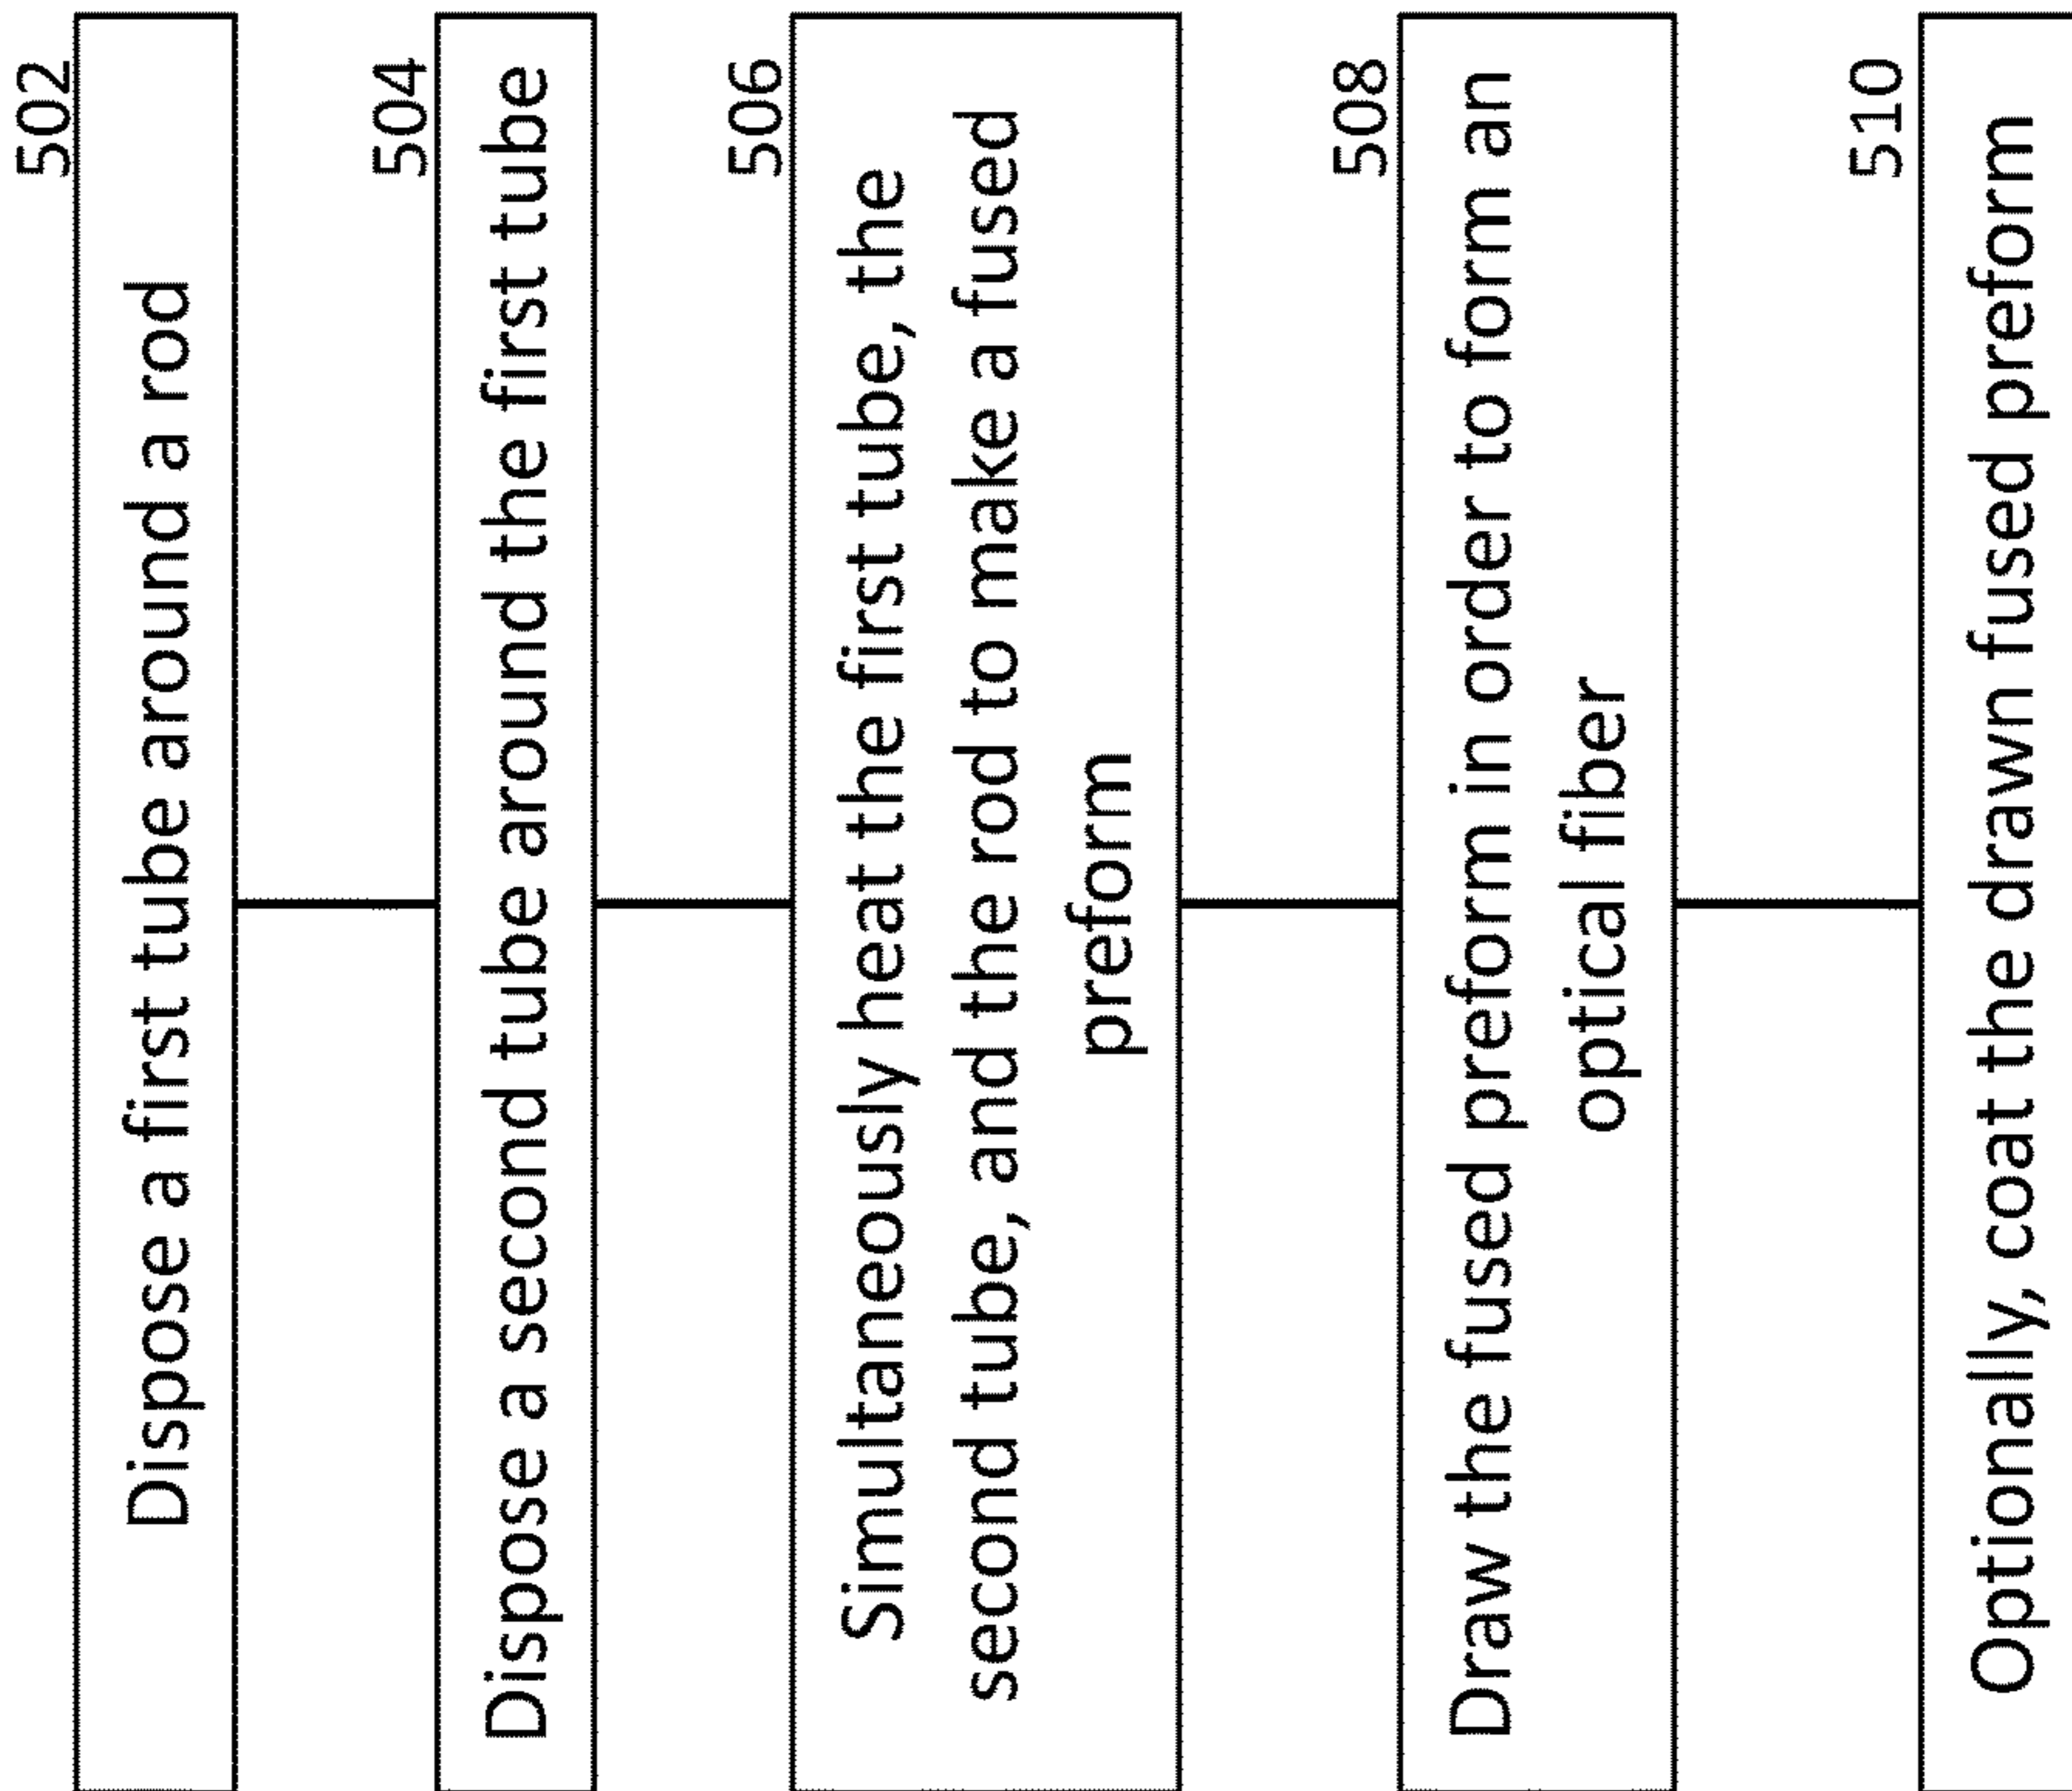 502
Dispose a first tube around a rod
504
Dispose a second tube around the first tube
506
Simultaneously heat the first tube, the
second tube, and the rod to make a fused
preform
508
Draw the fused preform in order to form an
optical fiber
510
Optionally, coat the drawn fused preform